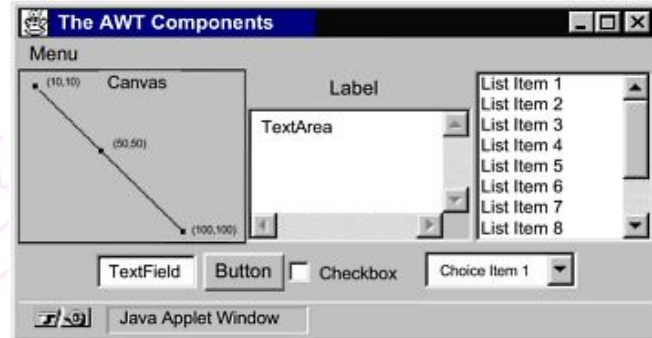 The AWT Components
Menu
(10,10) Canvas
(50,50)
(100,100)
Label
TextArea
List Item 1
List Item 2
List Item 3
List Item 4
List Item 5
List Item 6
List Item 7
List Item 8
TextField Button Checkbox Choice Item 1
Java Applet Window